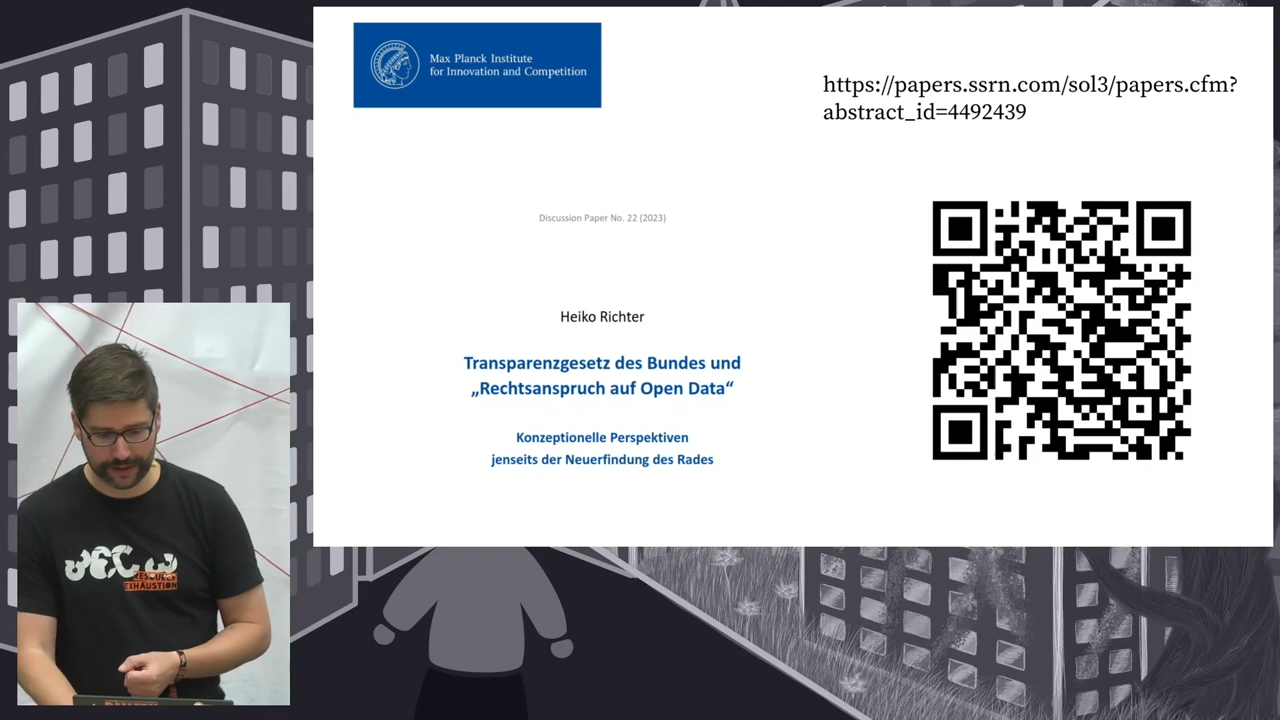 Max Planck Institute
for Innovation and Competition
https://papers.ssrn.com/sol3/papers.cfm?
abstract_id=4492439
Discussion Paper No. 22 (2023)
Heiko Richter
Transparenzgesetz des Bundes und
„Rechtsanspruch auf Open Data“
Konzeptionelle Perspektiven
jenseits der Neuerfindung des Rades
RESOURCE
EXHAUSTION